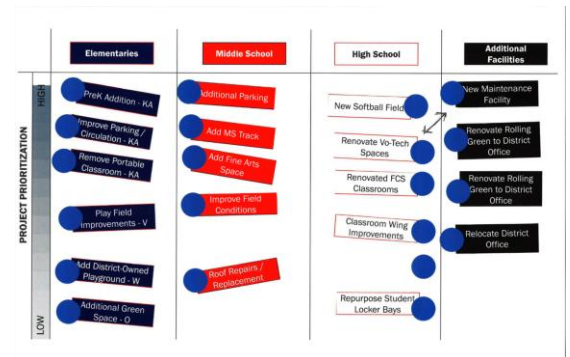 Elementaries
Middle School
High School
Additional
Facilities
PROJECT PRIORITIZATION
HIGH
LOW
PreK Addition - KA
Improve Parking /
Circulation - KA
Remove Portable
Classroom - KA
Play Field
Improvements - V
Add District-Owned
Playground - W
Additional Green
Space - O
Additional Parking
Add MS Track
Add Fine Arts
Space
Improve Field
Conditions
Roof Repairs /
Replacement
New Softball Field
Renovate Vo-Tech
Spaces
Renovated FCS
Classrooms
Classroom Wing
Improvements
Repurpose Student
Locker Bays
New Maintenance
Facility
Renovate Rolling
Green to District
Office
Renovate Rolling
Green to District
Office
Relocate District
Office